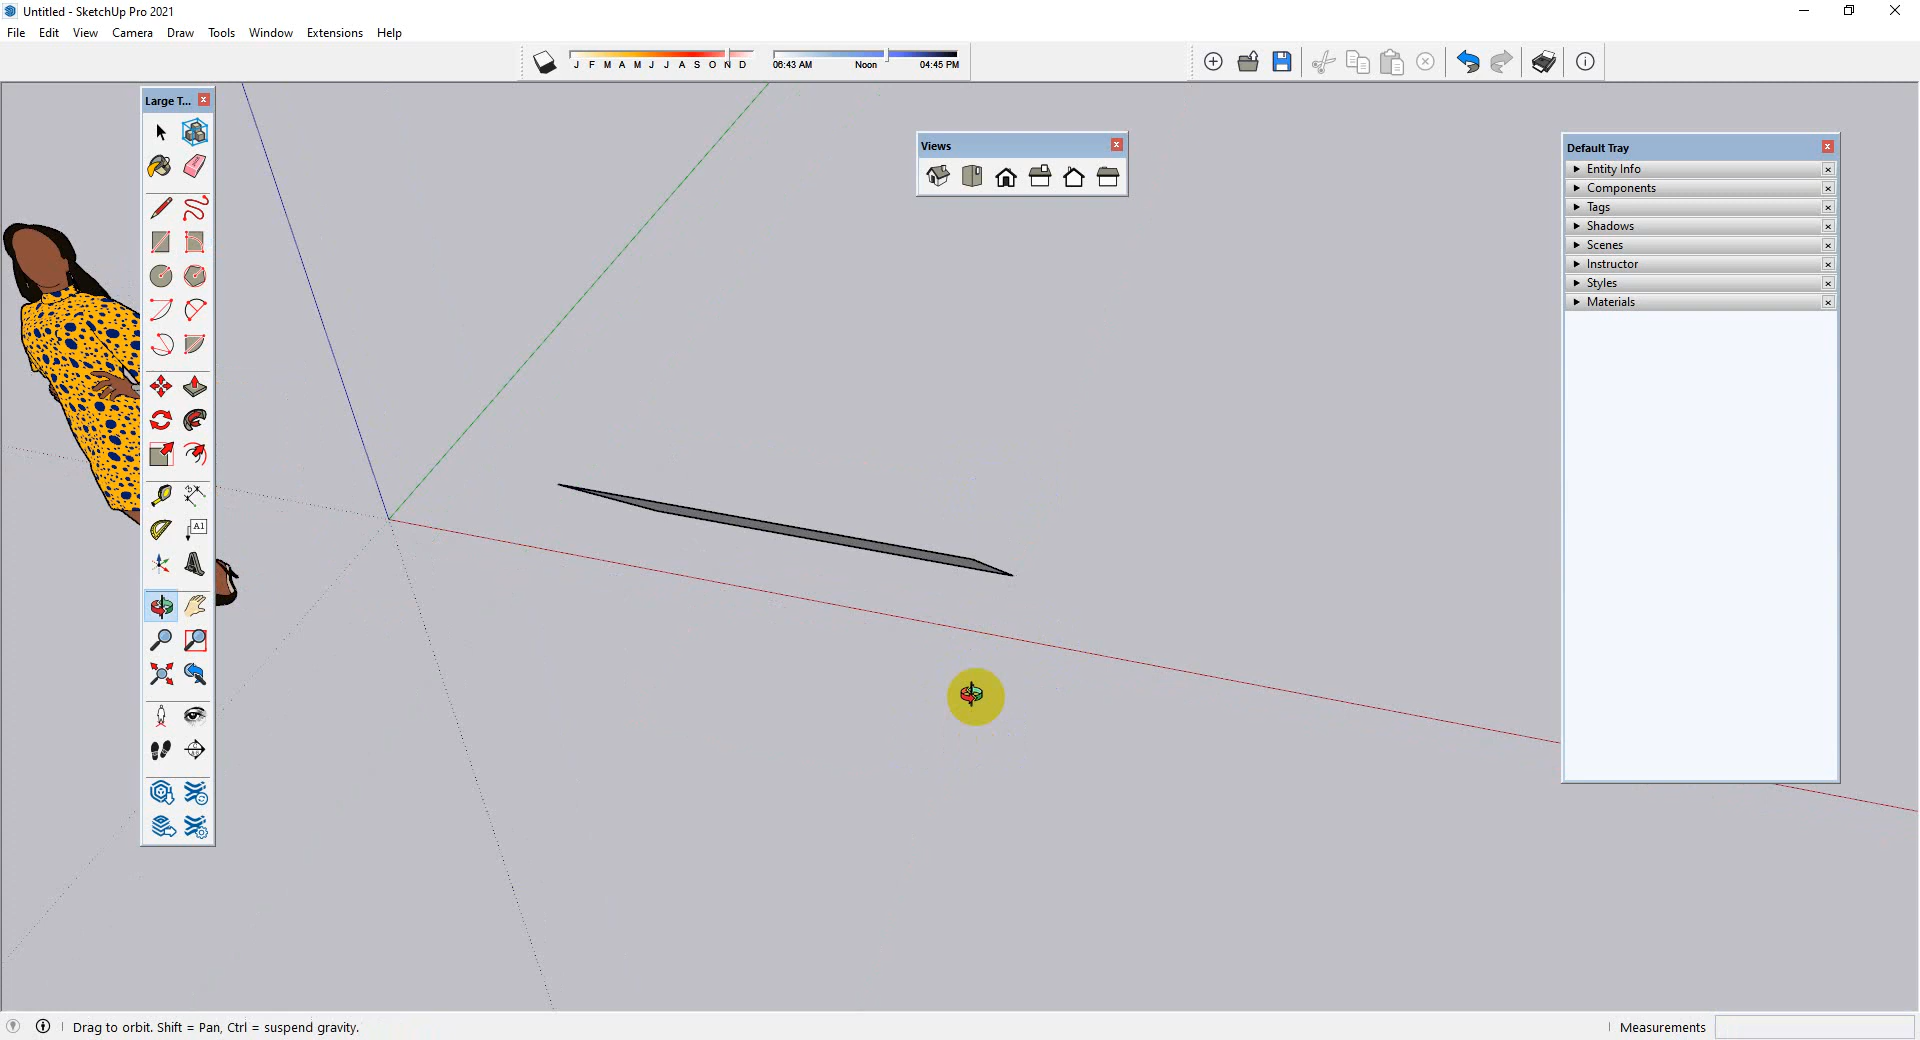 Untitled - SketchUp Pro 2021
File Edit View Camera Draw Tools Window Extensions Help
J F M A M J J A S O N D
06:43 AM Noon 04:45 PM
Large T...
Views
Default Tray
Entity Info
Components
Tags
Shadows
Scenes
Instructor
Styles
Materials
A1
Drag to orbit. Shift = Pan, Ctrl = suspend gravity.
Measurements